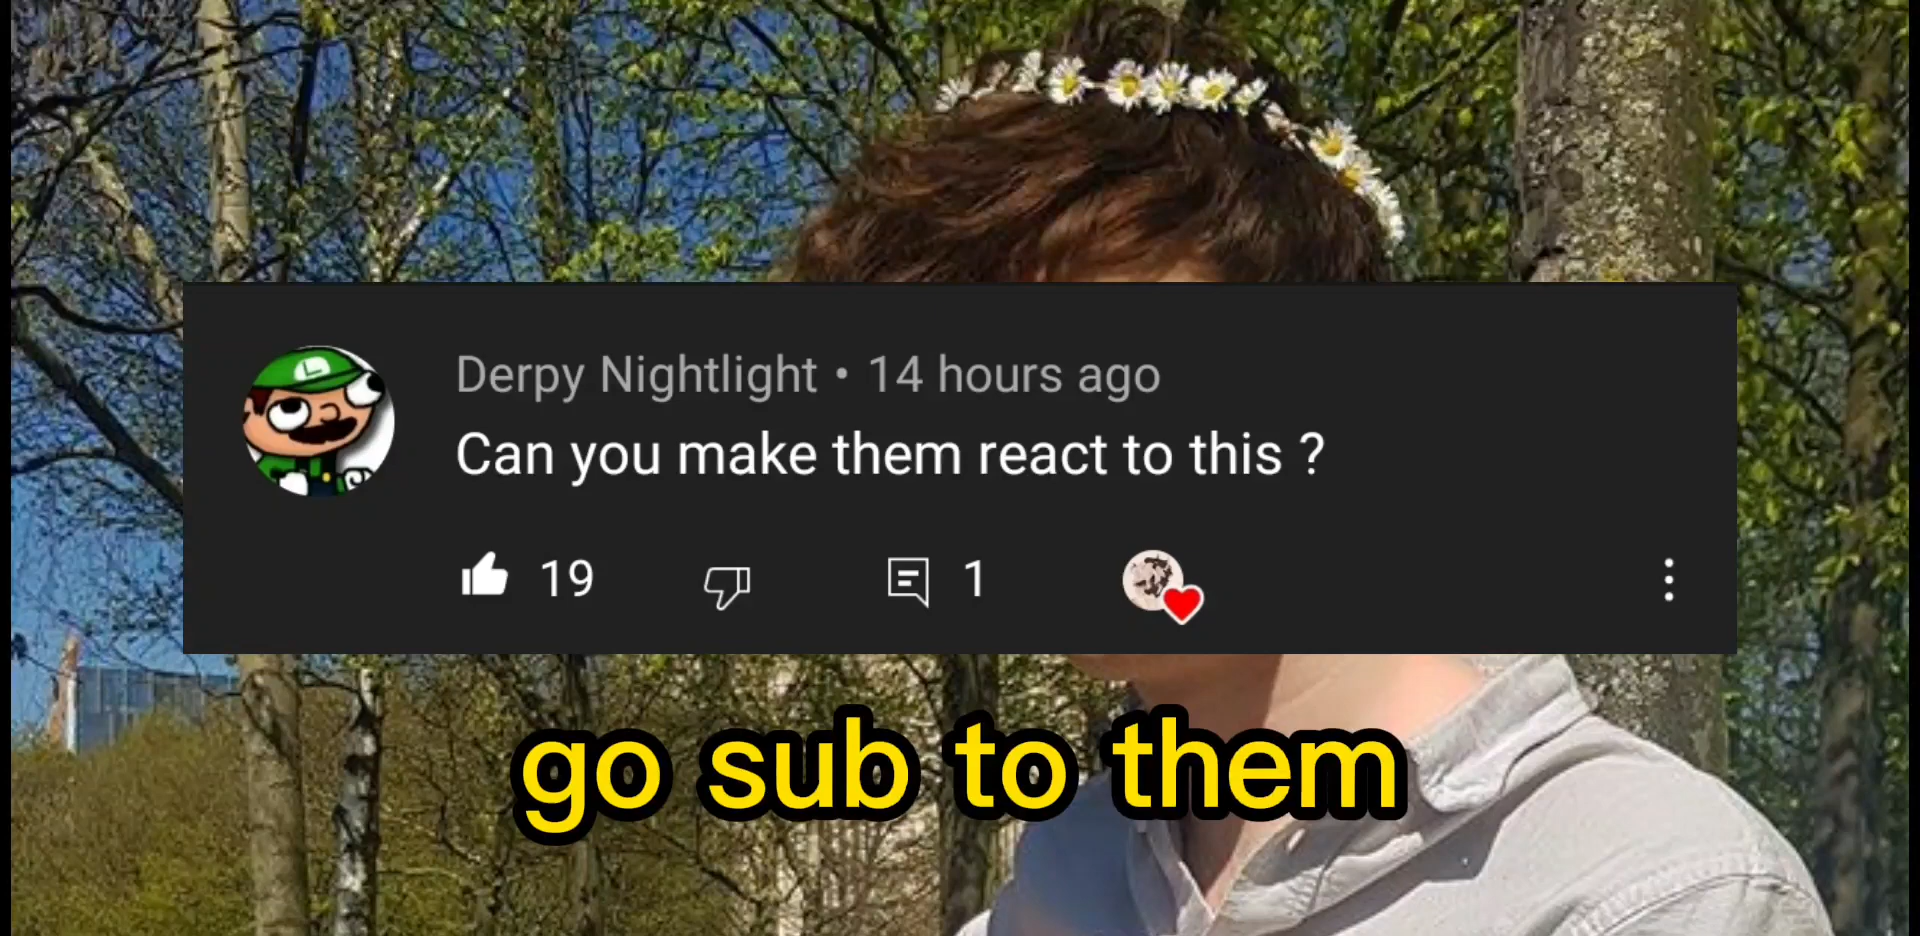 L
Derpy Nightlight • 14 hours ago
Can you make them react to this ?
19
1
go sub to them